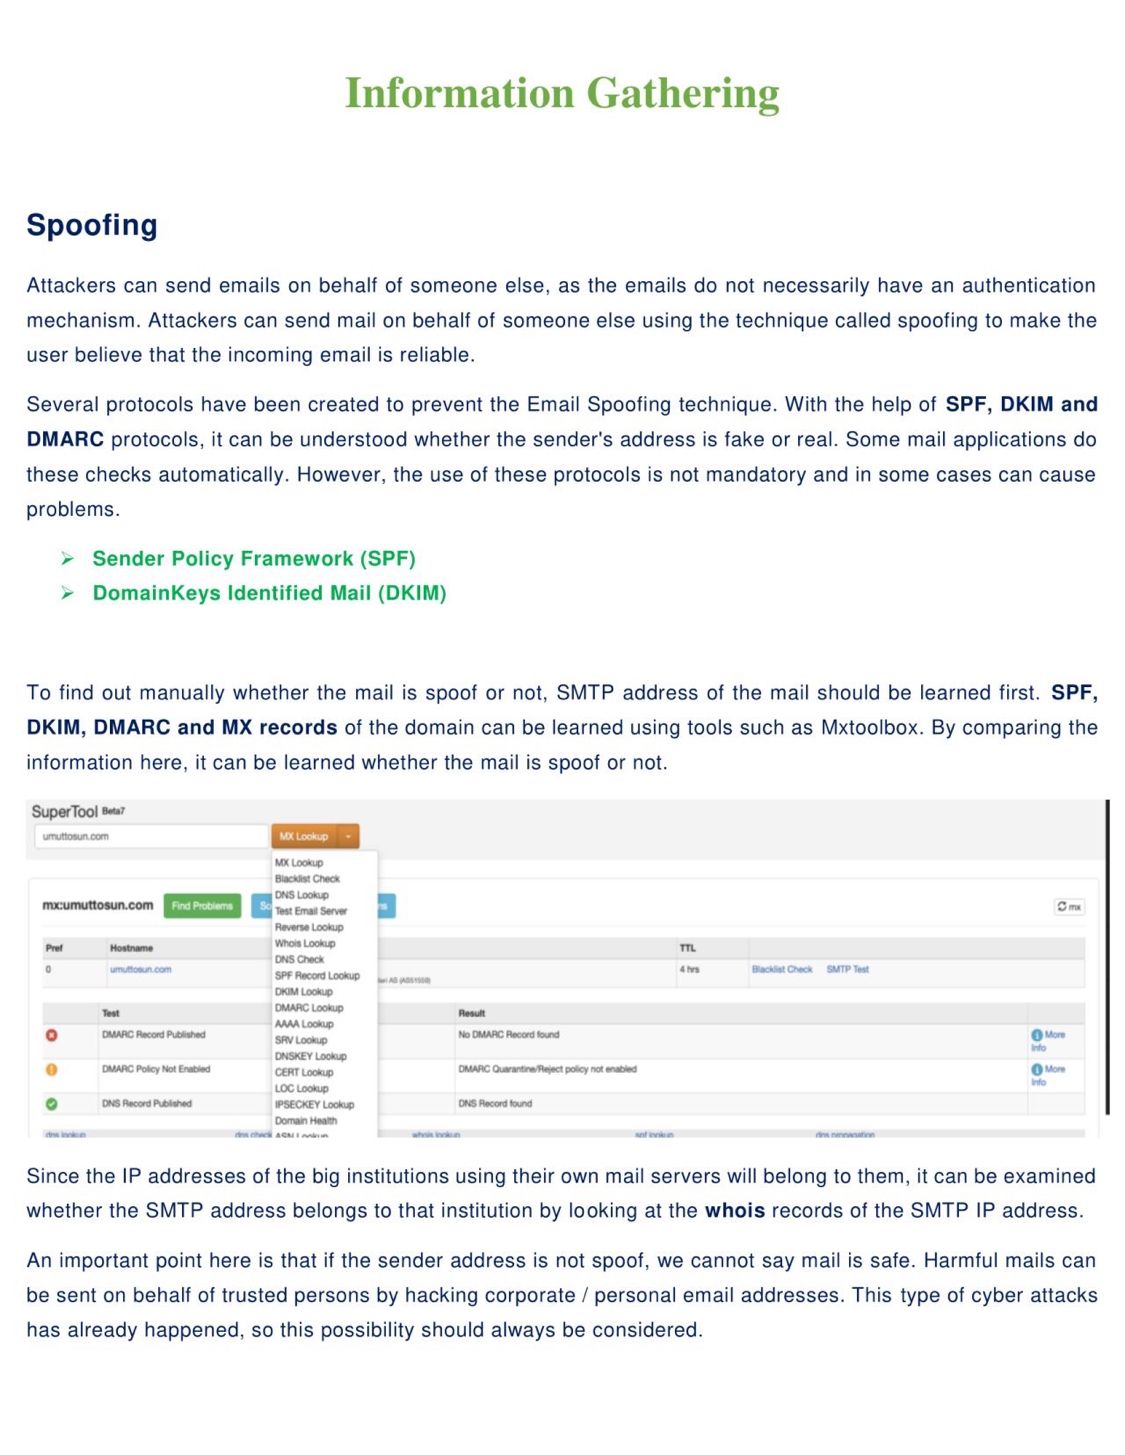 Information Gathering
Spoofing
Attackers can send emails on behalf of someone else, as the emails do not necessarily have an authentication
mechanism. Attackers can send mail on behalf of someone else using the technique called spoofing to make the
user believe that the incoming email is reliable.
Several protocols have been created to prevent the Email Spoofing technique. With the help of SPF, DKIM and
DMARC protocols, it can be understood whether the sender's address is fake or real. Some mail applications do
these checks automatically. However, the use of these protocols is not mandatory and in some cases can cause
problems.
➢ Sender Policy Framework (SPF)
➢ DomainKeys Identified Mail (DKIM)
To find out manually whether the mail is spoof or not, SMTP address of the mail should be learned first. SPF,
DKIM, DMARC and MX records of the domain can be learned using tools such as Mxtoolbox. By comparing the
information here, it can be learned whether the mail is spoof or not.
SuperTool Beta7
umuttosun.com MX Lookup
MX Lookup
Blacklist Check
DNS Lookup
Test Email Server
Reverse Lookup
Whois Lookup
DNS Check
SPF Record Lookup
DKIM Lookup
DMARC Lookup
AAAA Lookup
SRV Lookup
DNSKEY Lookup
CERT Lookup
LOC Lookup
IPSECKEY Lookup
Domain Health
ASN Lookup
mx:umuttosun.com Find Problems mx
Pref Hostname TTL
0 umuttosun.com 4 hrs Blacklist Check SMTP Test
AS (AS51559)
Test Result
DMARC Record Published No DMARC Record found More Info
DMARC Policy Not Enabled DMARC Quarantine/Reject policy not enabled More Info
DNS Record Published DNS Record found
dns lookup dns check whois lookup spf lookup dns propagation
Since the IP addresses of the big institutions using their own mail servers will belong to them, it can be examined
whether the SMTP address belongs to that institution by looking at the whois records of the SMTP IP address.
An important point here is that if the sender address is not spoof, we cannot say mail is safe. Harmful mails can
be sent on behalf of trusted persons by hacking corporate / personal email addresses. This type of cyber attacks
has already happened, so this possibility should always be considered.